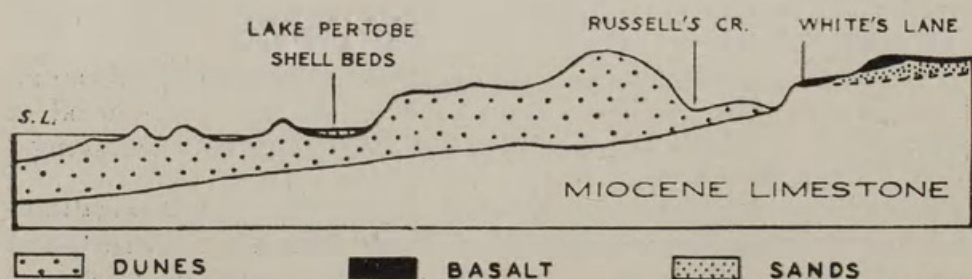 LAKE PERTOBE
SHELL BEDS
RUSSELL'S CR.
WHITE'S LANE
S.L.
MIOCENE LIMESTONE
DUNES
BASALT
SANDS